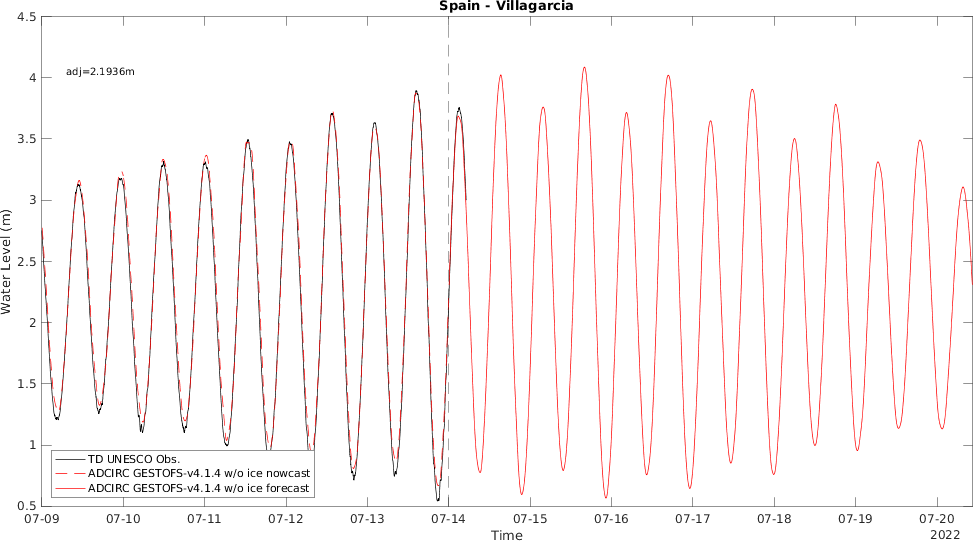 Spain - Villagarcia
4.5
adj=2.1936m
4
3.5
3
2.5
2
1.5
1
0.5
Water Level (m)
TD UNESCO Obs.
ADCIRC GESTOFS-v4.1.4 w/o ice nowcast
ADCIRC GESTOFS-v4.1.4 w/o ice forecast
07-09 07-10 07-11 07-12 07-13 07-14 07-15 07-16 07-17 07-18 07-19 07-20
Time
2022